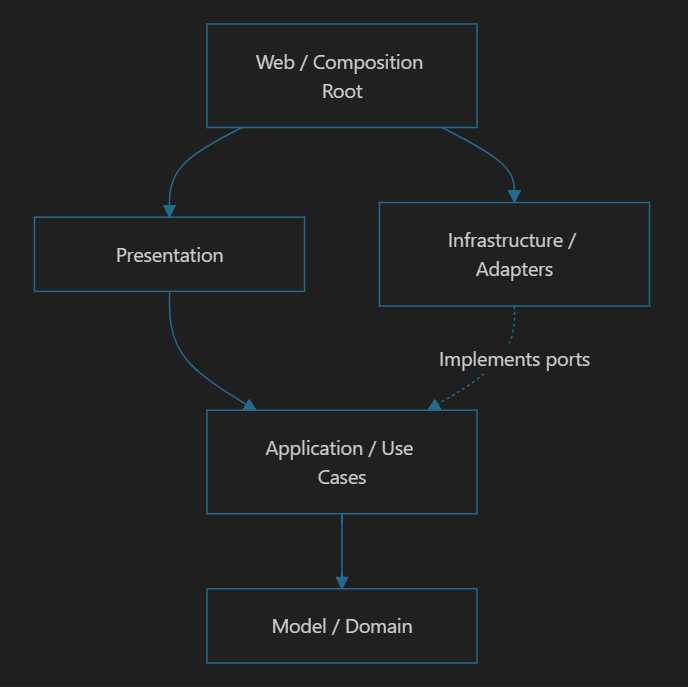 Web / Composition
Root
Presentation
Infrastructure /
Adapters
Implements ports
Application / Use
Cases
Model / Domain